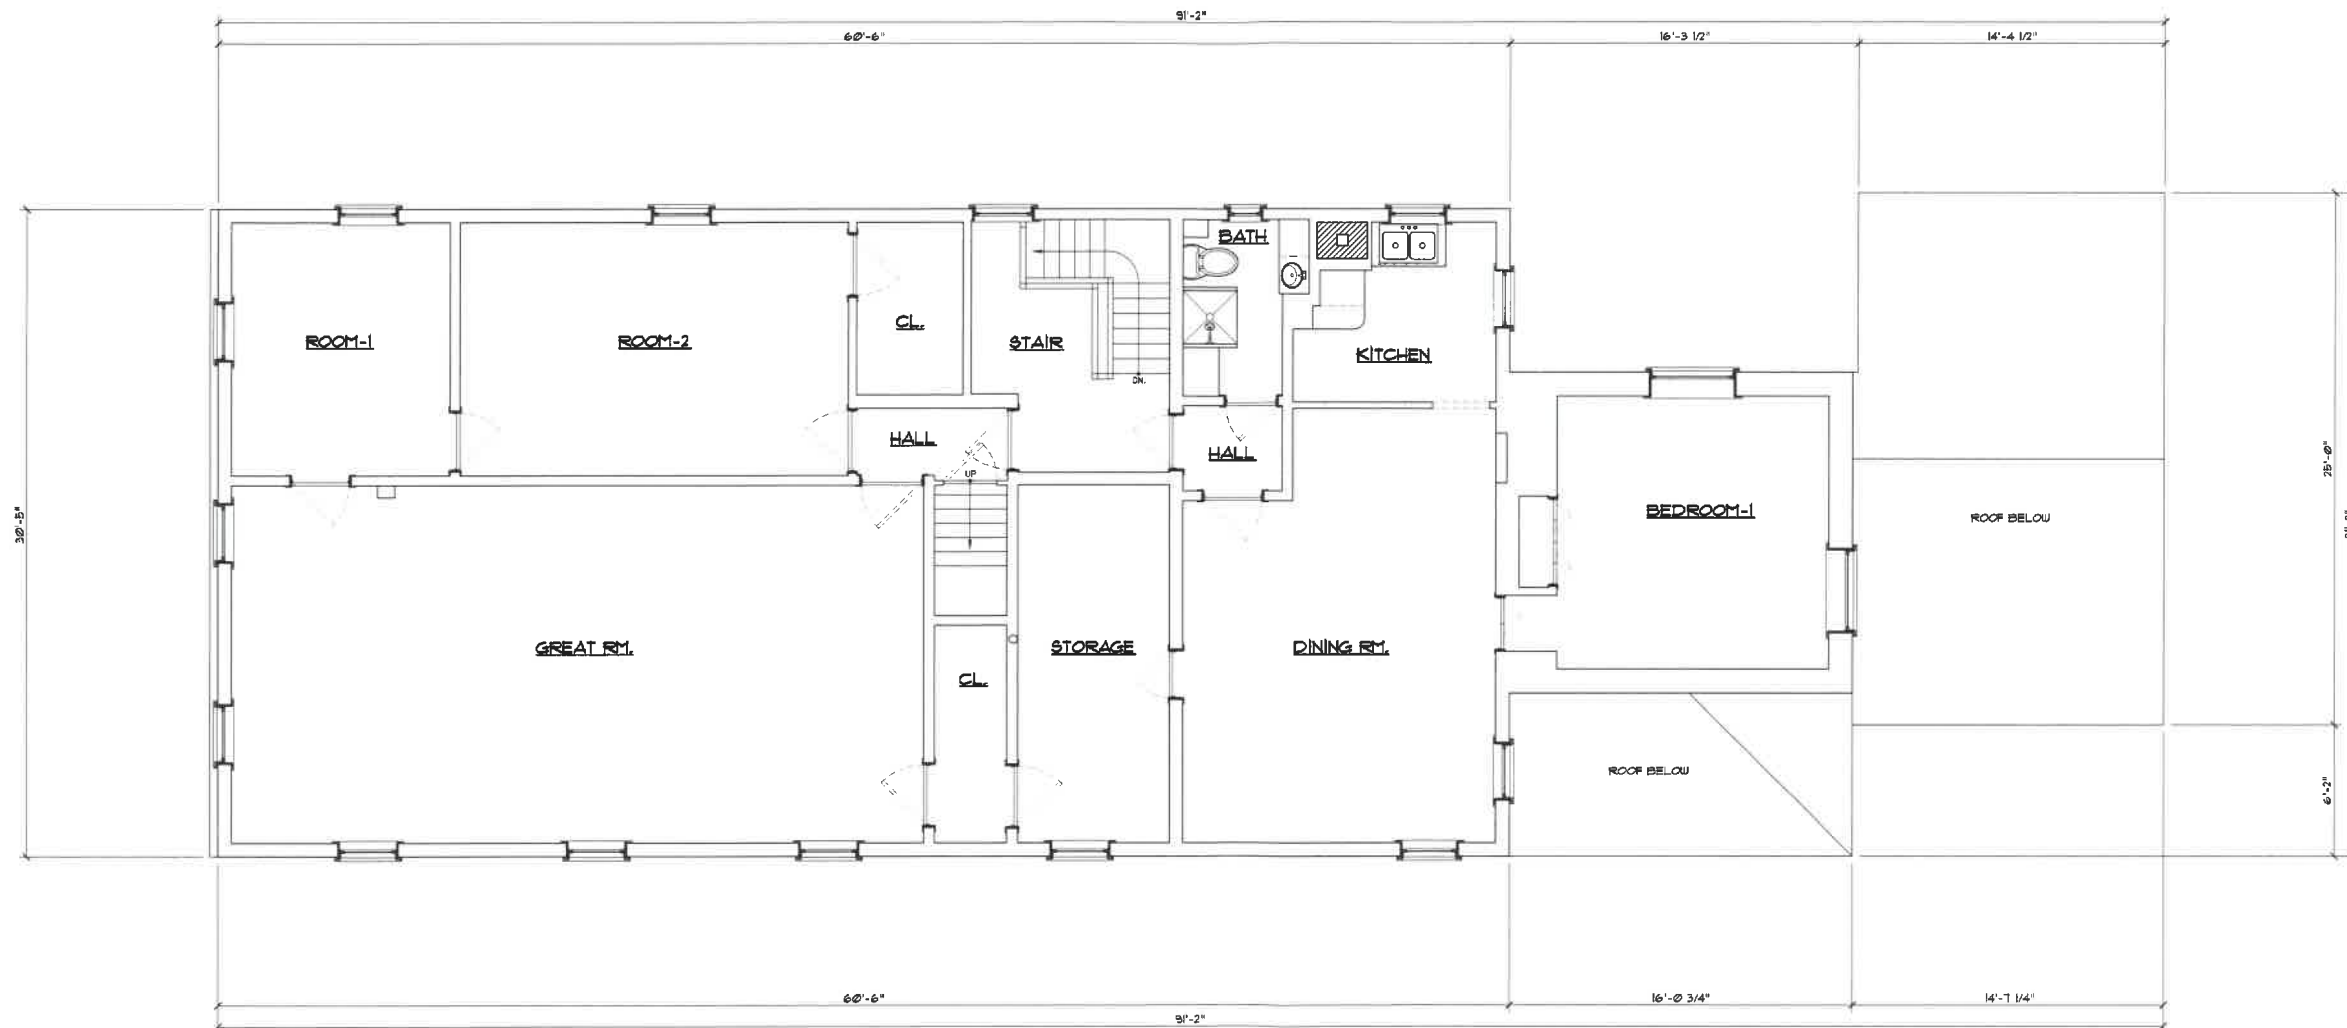 91'-2"
60'-6"
16'-3 1/2"
14'-4 1/2"
BATH
CL.
ROOM-1
ROOM-2
STAIR
KITCHEN
DN.
HALL
HALL
UP
25'-0"
30'-5"
BEDROOM-1
ROOF BELOW
GREAT RM.
STORAGE
DINING RM.
CL.
ROOF BELOW
6'-2"
60'-6"
16'-0 3/4"
14'-7 1/4"
91'-2"